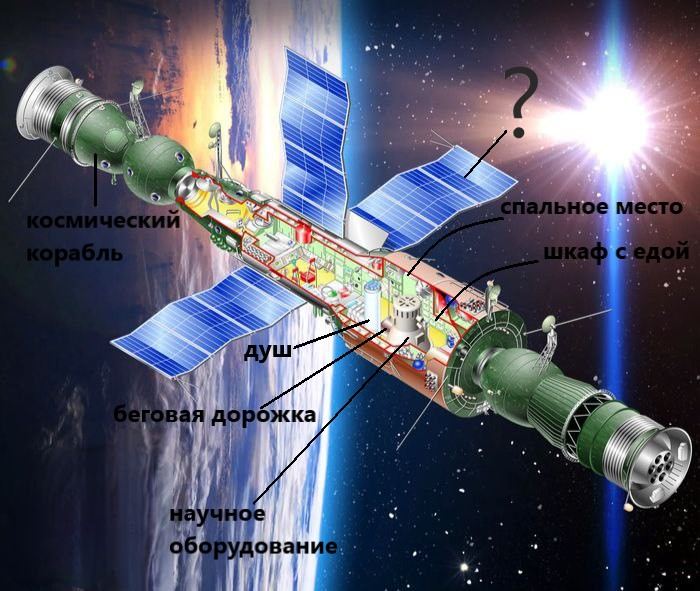 ?
космический
корабль
спальное место
шкаф с едой
душ
беговая дорожка
научное
оборудование